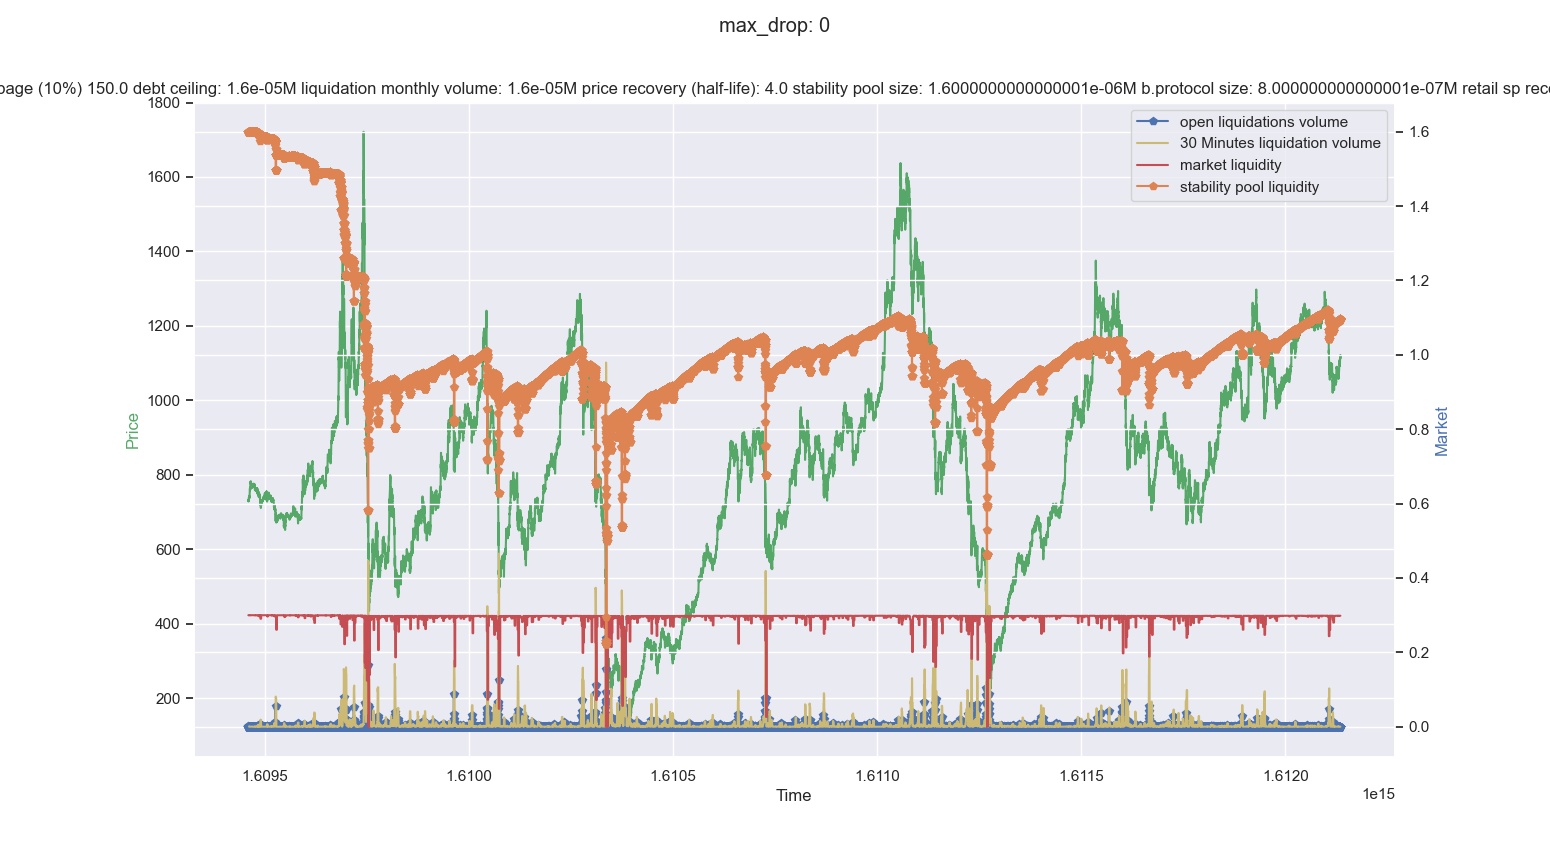 max_drop: 0
page (10%) 150.0 debt ceiling: 1.6e-05M liquidation monthly volume: 1.6e-05M price recovery (half-life): 4.0 stability pool size: 1.6000000000000001e-06M b.protocol size: 8.000000000000001e-07M retail sp
open liquidations volume
30 Minutes liquidation volume
market liquidity
stability pool liquidity
1800
1600
1400
1200
1000
800
600
400
200
Price
1.6
1.4
1.2
1.0
0.8
0.6
0.4
0.2
0.0
Market
1.6095 1.6100 1.6105 1.6110 1.6115 1.6120
Time
1e15